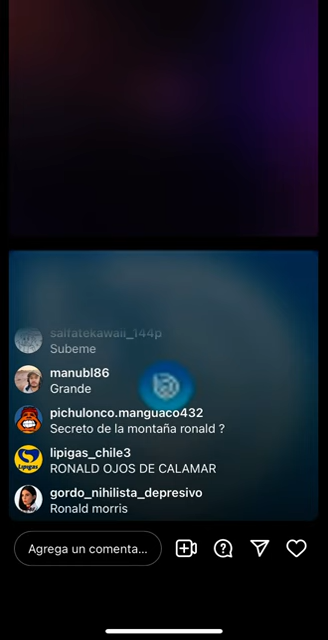 salfatekawaii_144p
Subeme
manubl86
Grande
pichulonco.manguaco432
Secreto de la montaña ronald ?
lipigas_chile3
RONALD OJOS DE CALAMAR
gordo_nihilista_depresivo
Ronald morris
Agrega un comenta...